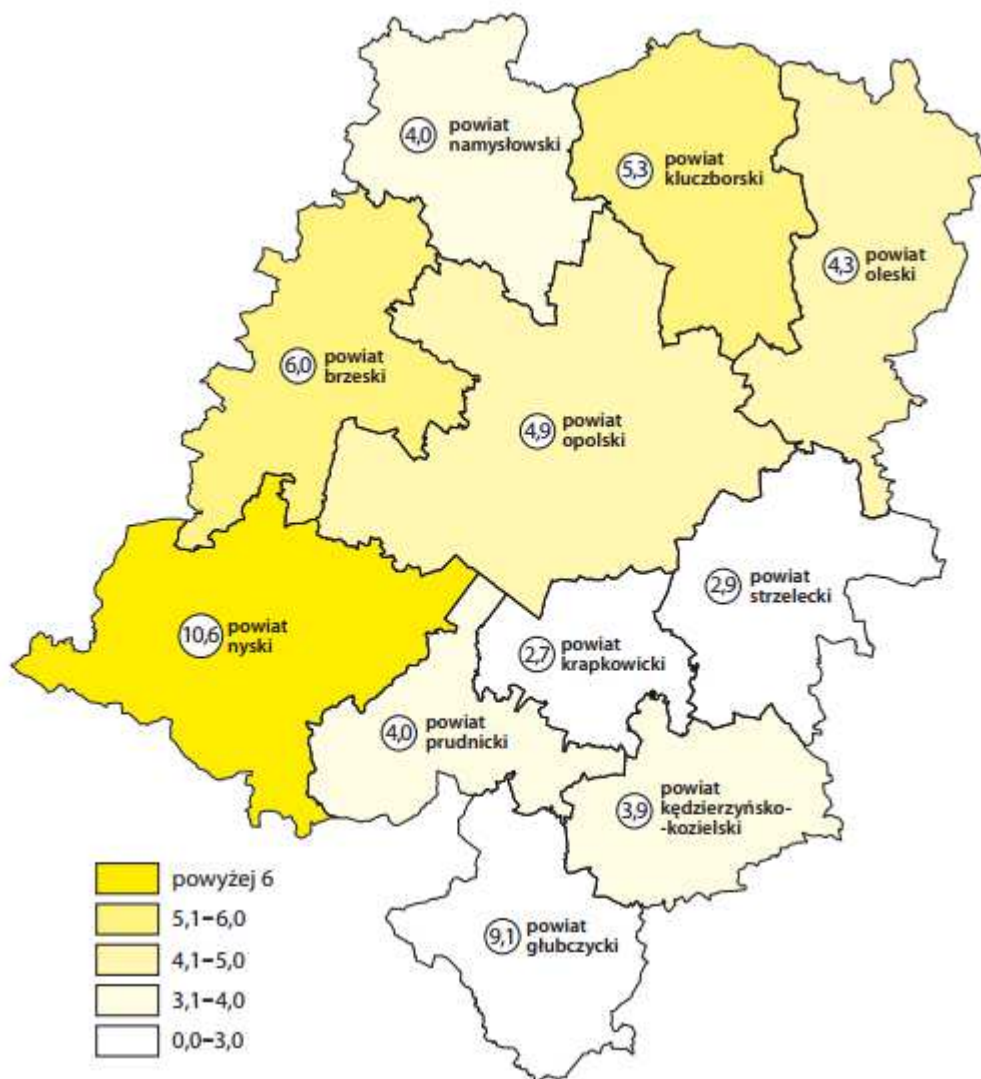 4,0 powiat
namysłowski
5,3 powiat
kluczborski
4,3 powiat
oleski
6,0 powiat
brzeski
4,9 powiat
opolski
2,9 powiat
strzelecki
10,6 powiat
nyski
2,7 powiat
krapkowicki
4,0 powiat
prudnicki
3,9 powiat
kędzierzyńsko-
-kozielski
9,1 powiat
głubczycki
powyżej 6
5,1–6,0
4,1–5,0
3,1–4,0
0,0–3,0